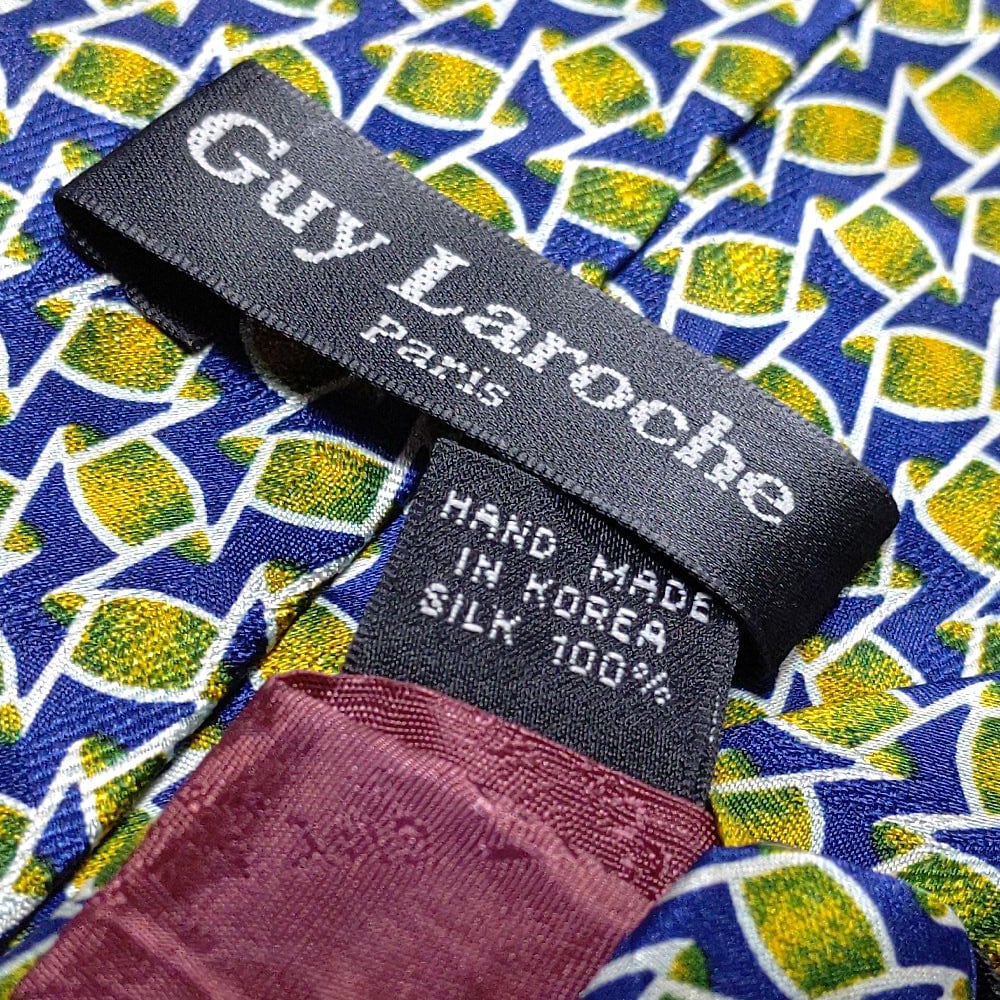 Guy Laroche
Paris
HAND MADE
IN KOREA
SILK 100%